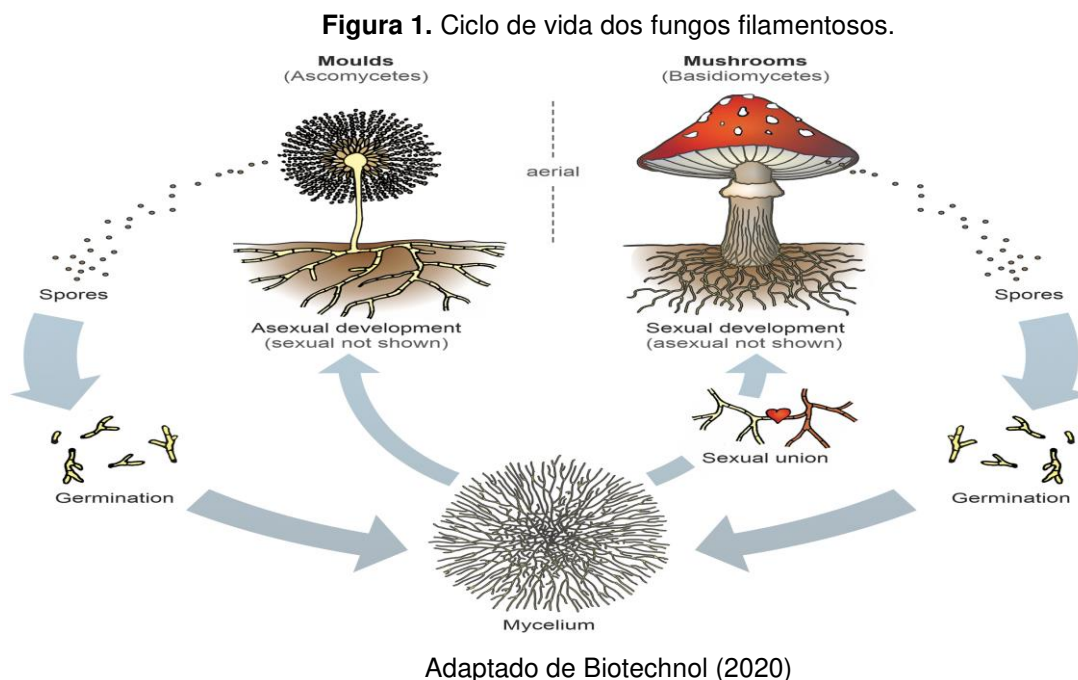 Figura 1. Ciclo de vida dos fungos filamentosos.
Moulds
(Ascomycetes)
Mushrooms
(Basidiomycetes)
aerial
Spores
Spores
Asexual development
(sexual not shown)
Sexual development
(asexual not shown)
Sexual union
Germination
Germination
Mycelium
Adaptado de Biotechnol (2020)